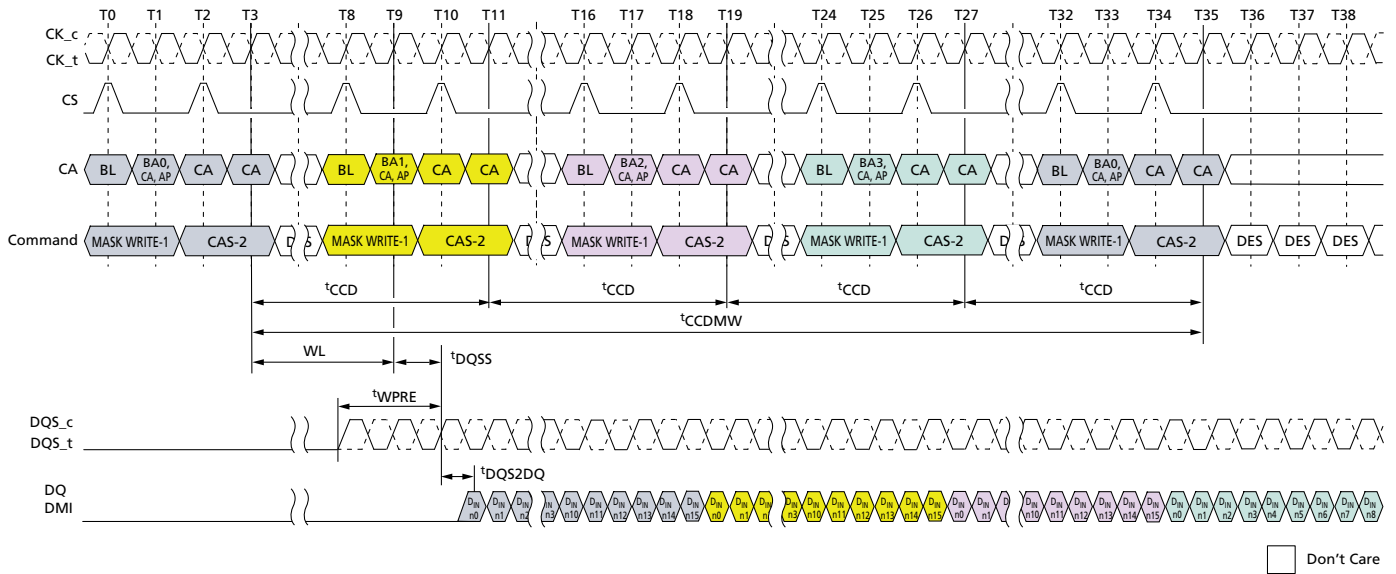 T0 T1 T2 T3 T8 T9 T10 T11 T16 T17 T18 T19 T24 T25 T26 T27 T32 T33 T34 T35 T36 T37 T38
CK_c
CK_t
CS
CA BL BA0, CA, AP CA CA BL BA1, CA, AP CA CA BL BA2, CA, AP CA CA BL BA3, CA, AP CA CA BL BA0, CA, AP CA CA
Command MASK WRITE-1 CAS-2 D S MASK WRITE-1 CAS-2 D S MASK WRITE-1 CAS-2 D S MASK WRITE-1 CAS-2 D S MASK WRITE-1 CAS-2 DES DES DES
tCCD tCCD tCCD tCCD
tCCDMW
WL tDQSS
tWPRE
DQS_c
DQS_t
tDQS2DQ
DQ
DMI
DIN DIN DIN DIN DIN DIN DIN DIN DIN DIN DIN DIN DIN DIN DIN DIN DIN DIN DIN DIN DIN DIN DIN DIN DIN DIN DIN DIN DIN DIN DIN DIN DIN DIN DIN
n0 n1 n2 n3 n10 n11 n12 n13 n14 n15 n0 n1 n n3 n10 n11 n12 n13 n14 n15 n0 n1 n10 n11 n12 n13 n14 n15 n0 n1 n2 n3 n4 n5 n6 n7 n8
Don't Care